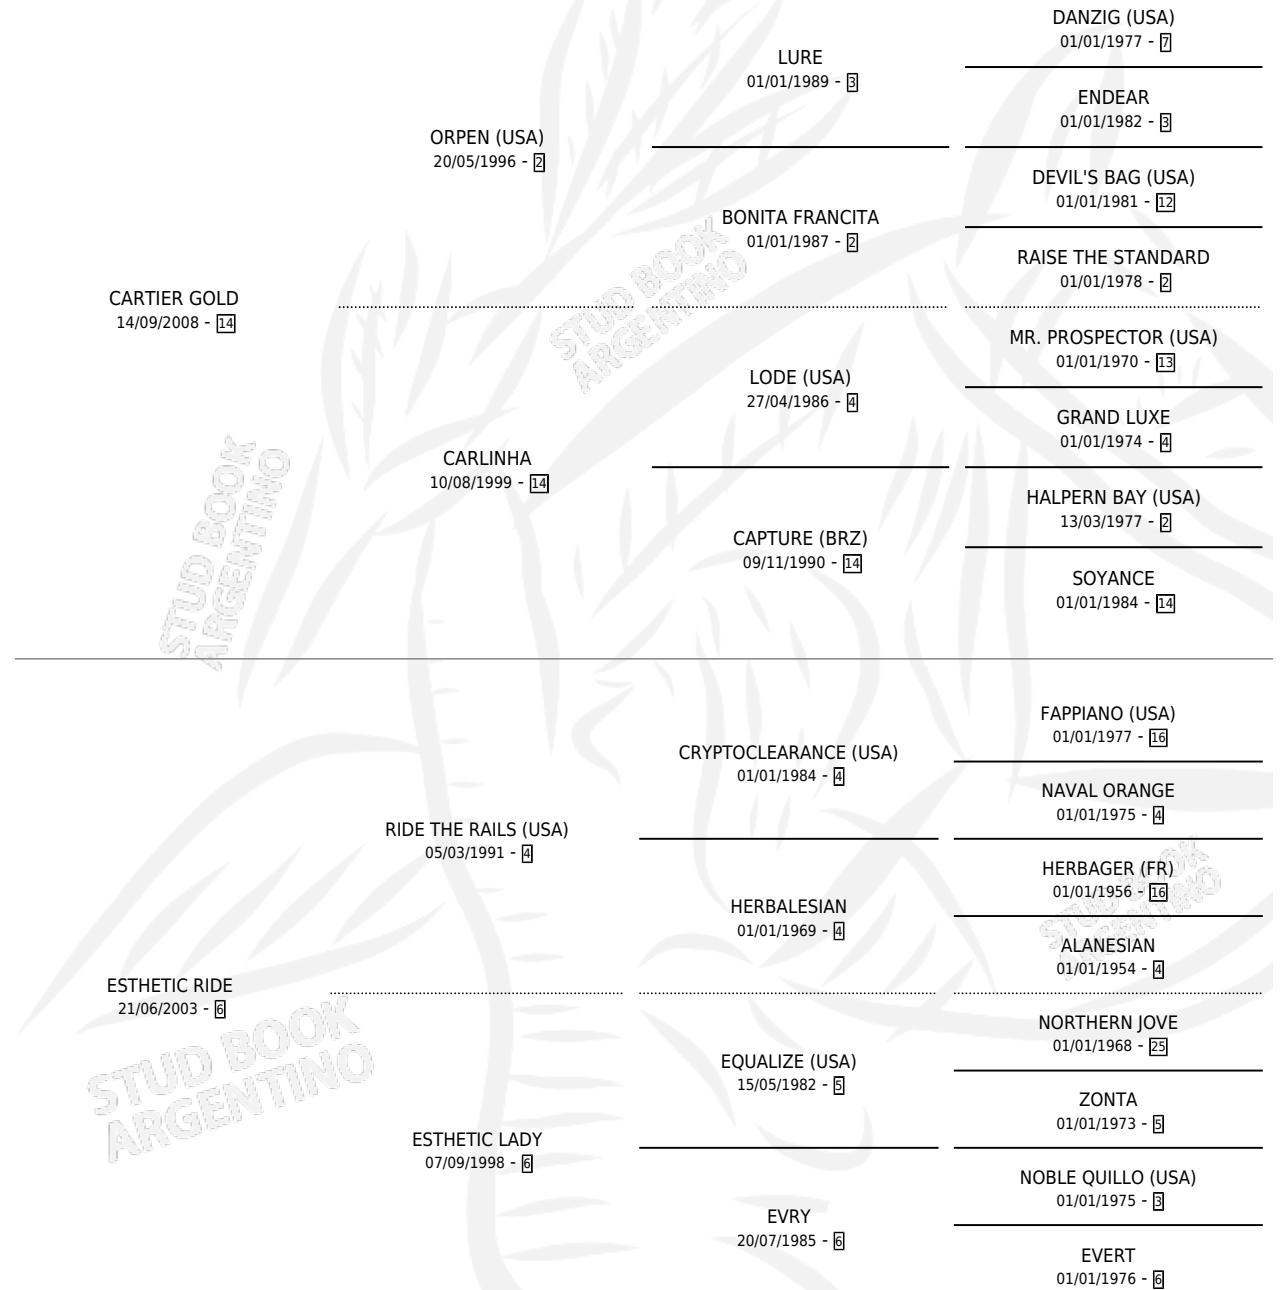 DANZIG (USA)
01/01/1977 - 7
LURE
01/01/1989 - 3
ENDEAR
01/01/1982 - 3
ORPEN (USA)
20/05/1996 - 2
DEVIL'S BAG (USA)
01/01/1981 - 12
BONITA FRANCITA
01/01/1987 - 2
RAISE THE STANDARD
01/01/1978 - 2
CARTIER GOLD
14/09/2008 - 14
MR. PROSPECTOR (USA)
01/01/1970 - 13
LODE (USA)
27/04/1986 - 4
GRAND LUXE
01/01/1974 - 4
CARLINHA
10/08/1999 - 14
HALPERN BAY (USA)
13/03/1977 - 2
CAPTURE (BRZ)
09/11/1990 - 14
SOYANCE
01/01/1984 - 14
STUD BOOK
ARGENTINO
STUD BOOK
ARGENTINO
FAPPIANO (USA)
01/01/1977 - 16
CRYPTOCLEARANCE (USA)
01/01/1984 - 4
NAVAL ORANGE
01/01/1975 - 4
RIDE THE RAILS (USA)
05/03/1991 - 4
HERBAGER (FR)
01/01/1956 - 16
HERBALESIAN
01/01/1969 - 4
ALANESIAN
01/01/1954 - 4
ESTHETIC RIDE
21/06/2003 - 6
NORTHERN JOVE
01/01/1968 - 25
EQUALIZE (USA)
15/05/1982 - 5
ZONTA
01/01/1973 - 5
ESTHETIC LADY
07/09/1998 - 6
NOBLE QUILLO (USA)
01/01/1975 - 3
EVRY
20/07/1985 - 6
EVERT
01/01/1976 - 6
STUD BOOK
ARGENTINO
STUD BOOK
ARGENTINO